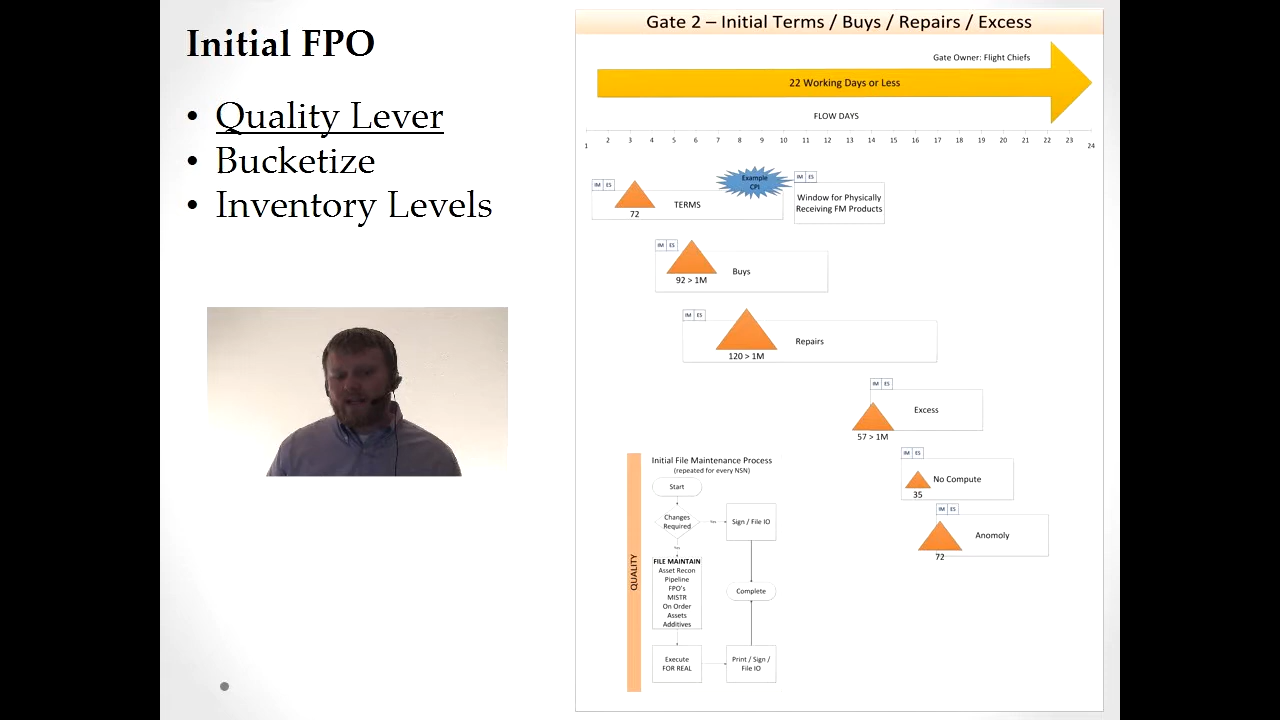 Initial FPO
• Quality Lever
• Bucketize
• Inventory Levels
Gate 2 – Initial Terms / Buys / Repairs / Excess
Gate Owner: Flight Chiefs
22 Working Days or Less
FLOW DAYS
1 2 3 4 5 6 7 8 9 10 11 12 13 14 15 16 17 18 19 20 21 22 23 24
IM ES
72
TERMS
Example
CPI
IM ES
Window for Physically
Receiving FM Products
IM ES
92 > 1M
Buys
IM ES
120 > 1M
Repairs
IM ES
57 > 1M
Excess
IM ES
35
No Compute
IM ES
72
Anomoly
QUALITY
Initial File Maintenance Process
(repeated for every NSN)
Start
Changes
Required
Yes
Sign / File IO
Yes
FILE MAINTAIN
Asset Recon
Pipeline
FPO's
MISTR
On Order
Assets
Additives
Complete
Execute
FOR REAL
Print / Sign /
File IO